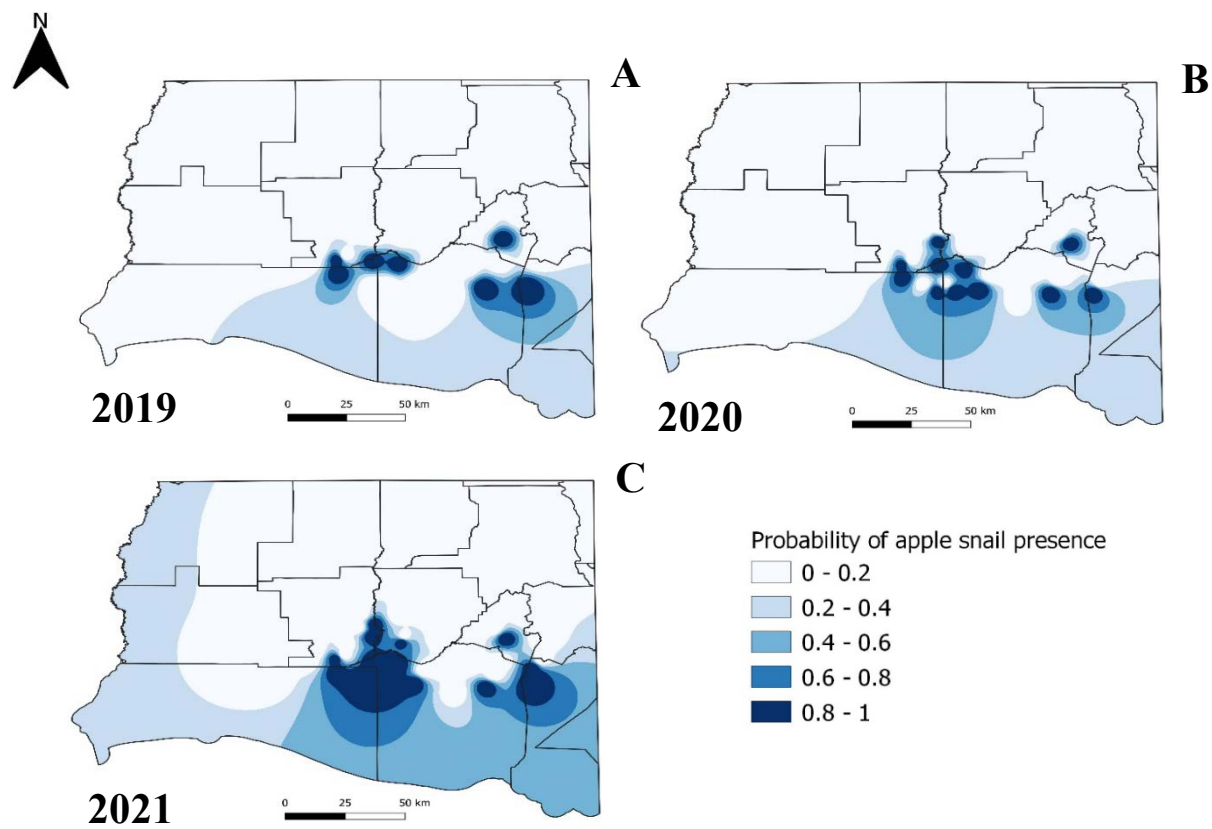 N
A
B
2019
0 25 50 km
2020
0 25 50 km
C
2021
0 25 50 km
Probability of apple snail presence
0 - 0.2
0.2 - 0.4
0.4 - 0.6
0.6 - 0.8
0.8 - 1